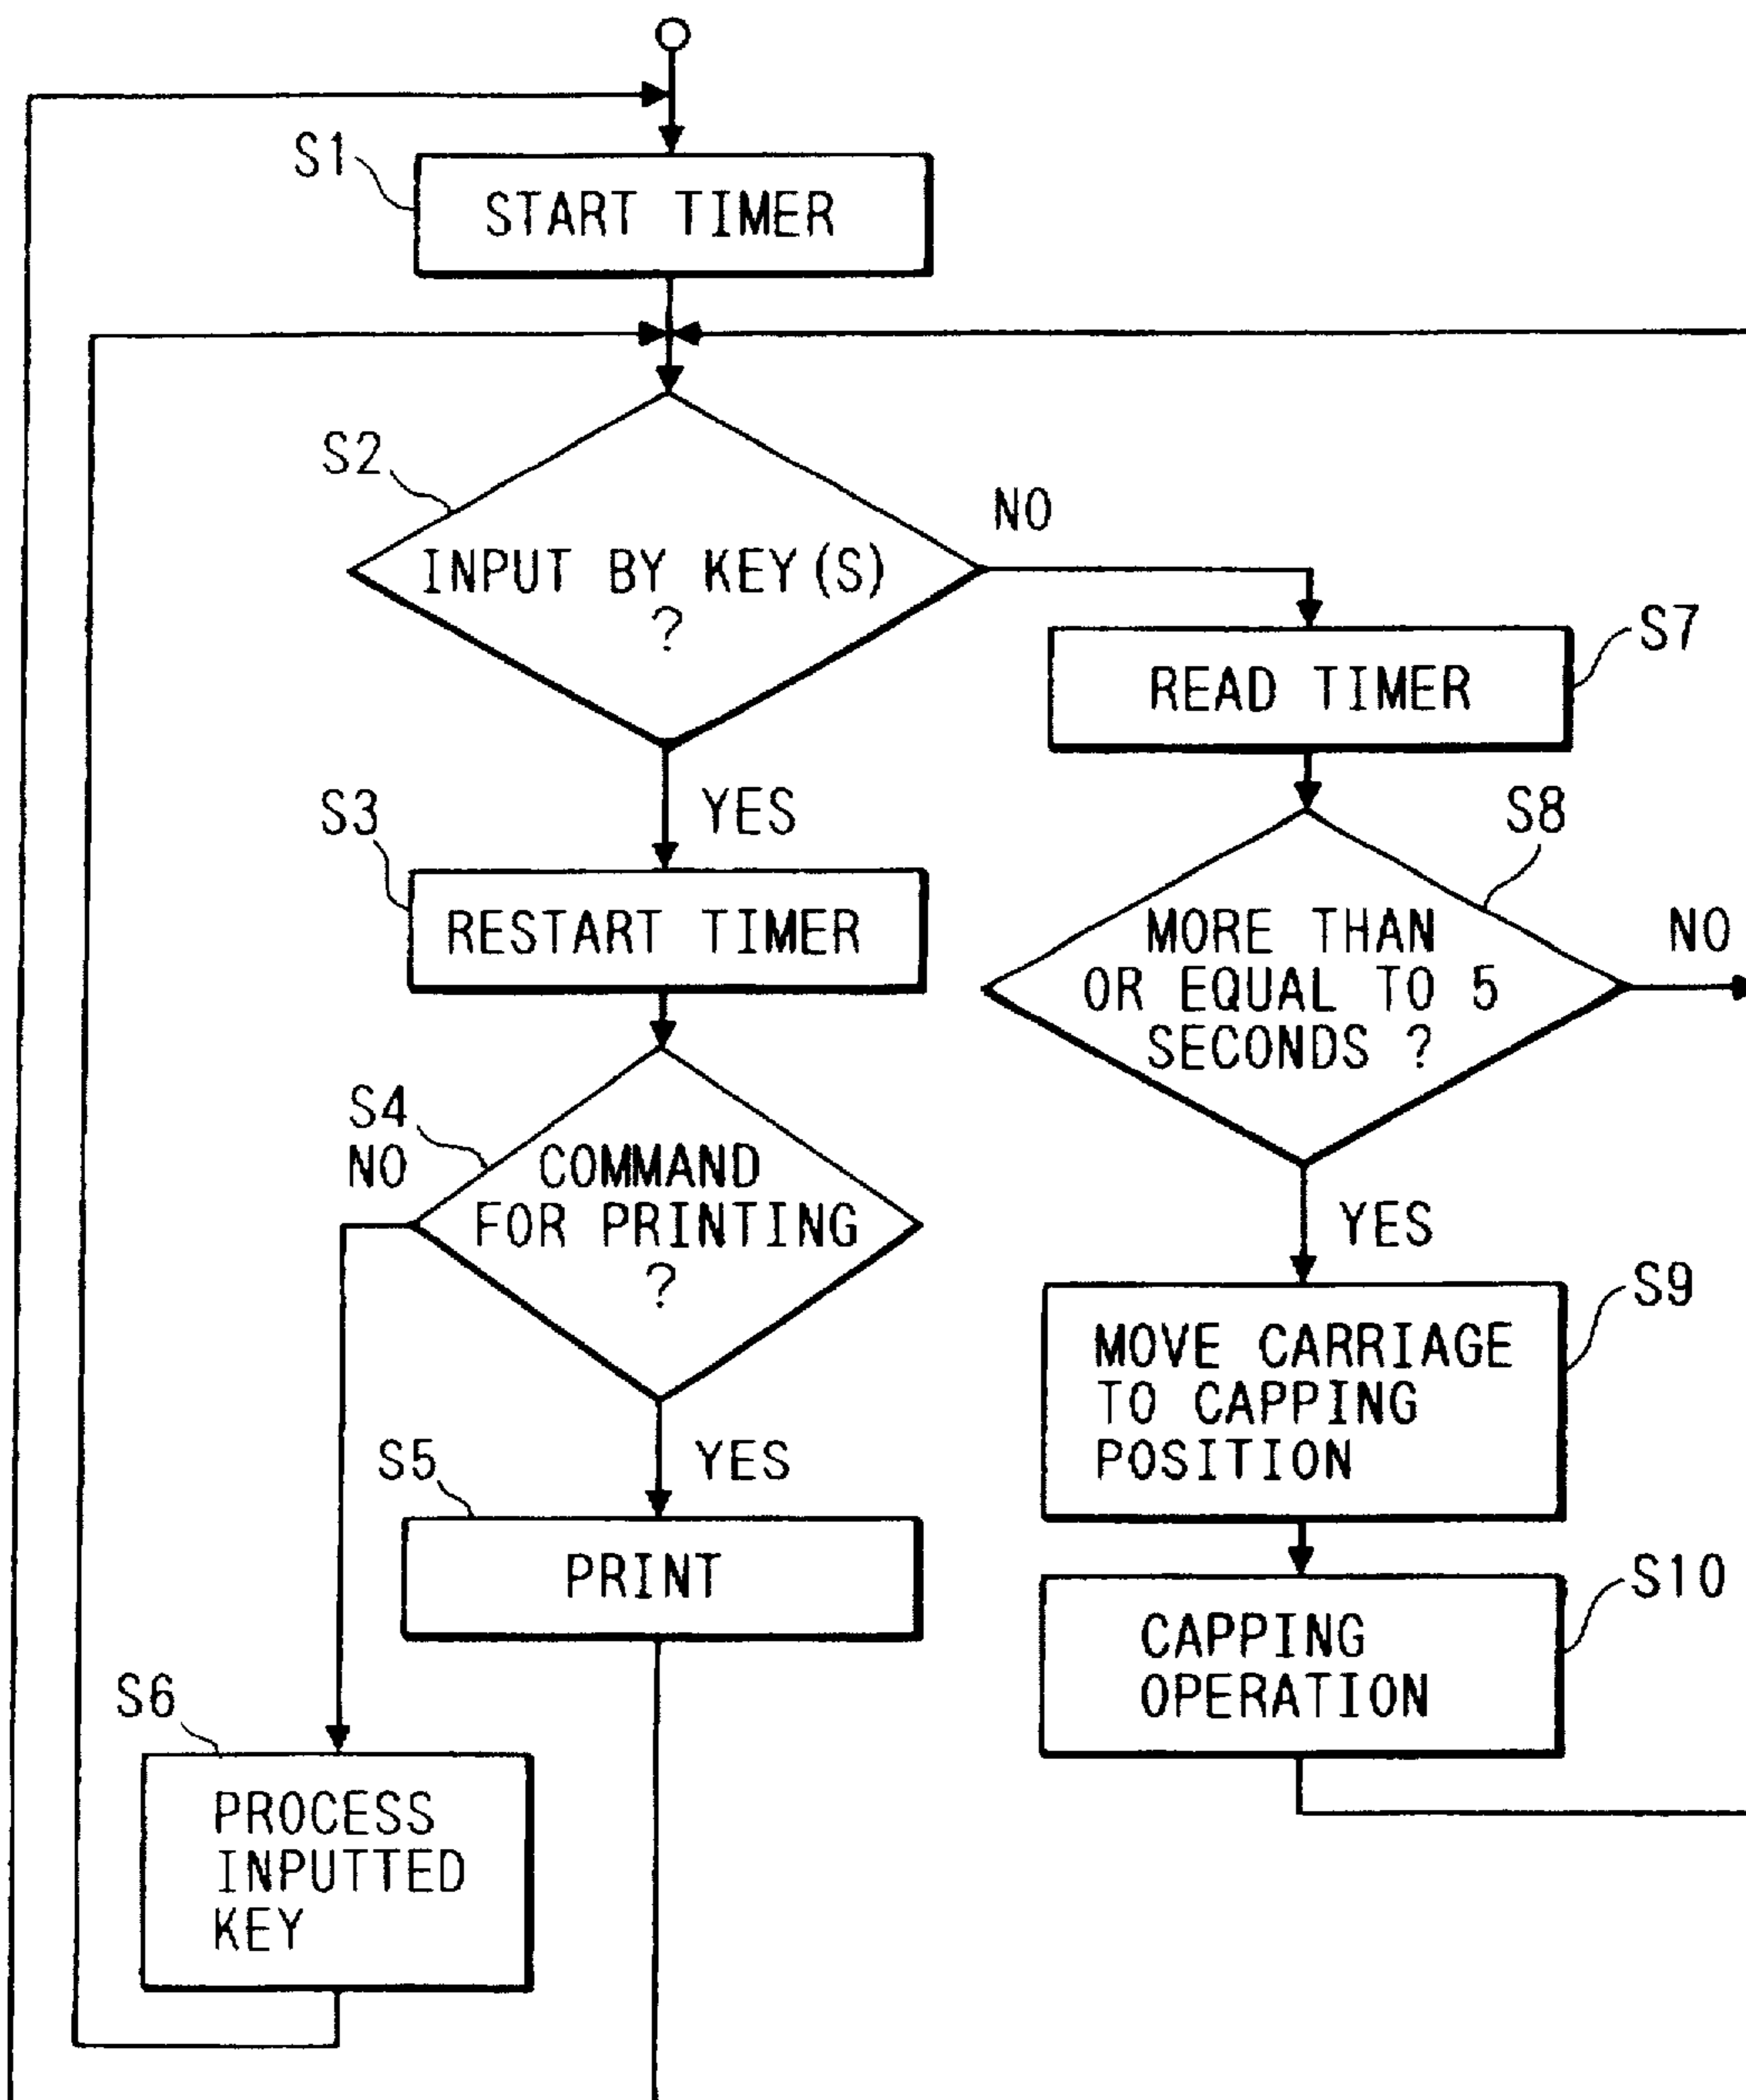 S1
START TIMER
S2
INPUT BY KEY(S)
?
NO
YES
S3
RESTART TIMER
S4
NO
COMMAND
FOR PRINTING
?
YES
S5
PRINT
S6
PROCESS
INPUTTED
KEY
S7
READ TIMER
S8
MORE THAN
OR EQUAL TO 5
SECONDS ?
NO
YES
S9
MOVE CARRIAGE
TO CAPPING
POSITION
S10
CAPPING
OPERATION